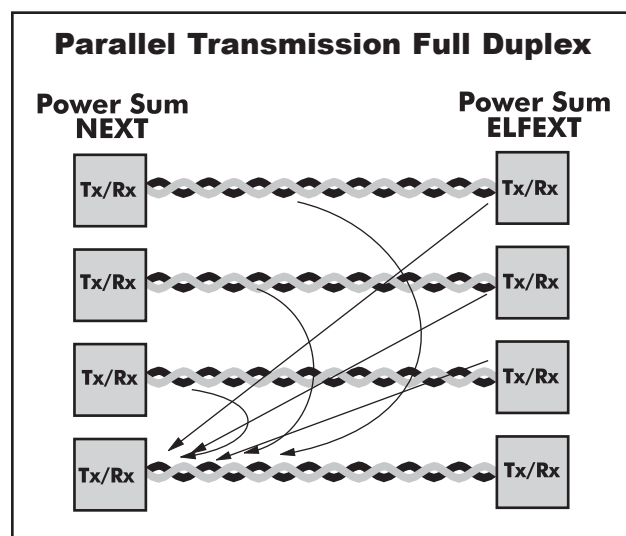 Parallel Transmission Full Duplex
Power Sum
NEXT
Power Sum
ELFEXT
Tx/Rx
Tx/Rx
Tx/Rx
Tx/Rx
Tx/Rx
Tx/Rx
Tx/Rx
Tx/Rx